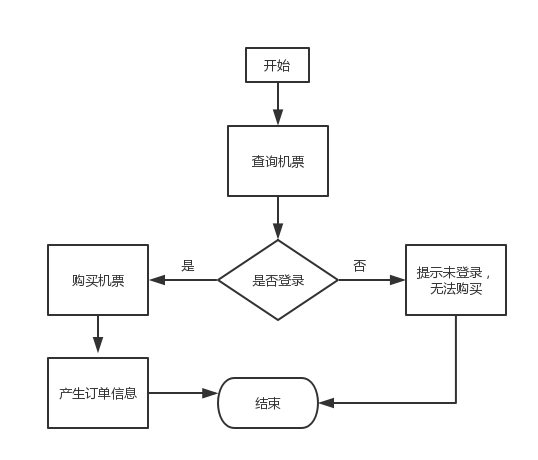 开始
查询机票
是
是否登录
否
购买机票
提示未登录，
无法购买
产生订单信息
结束